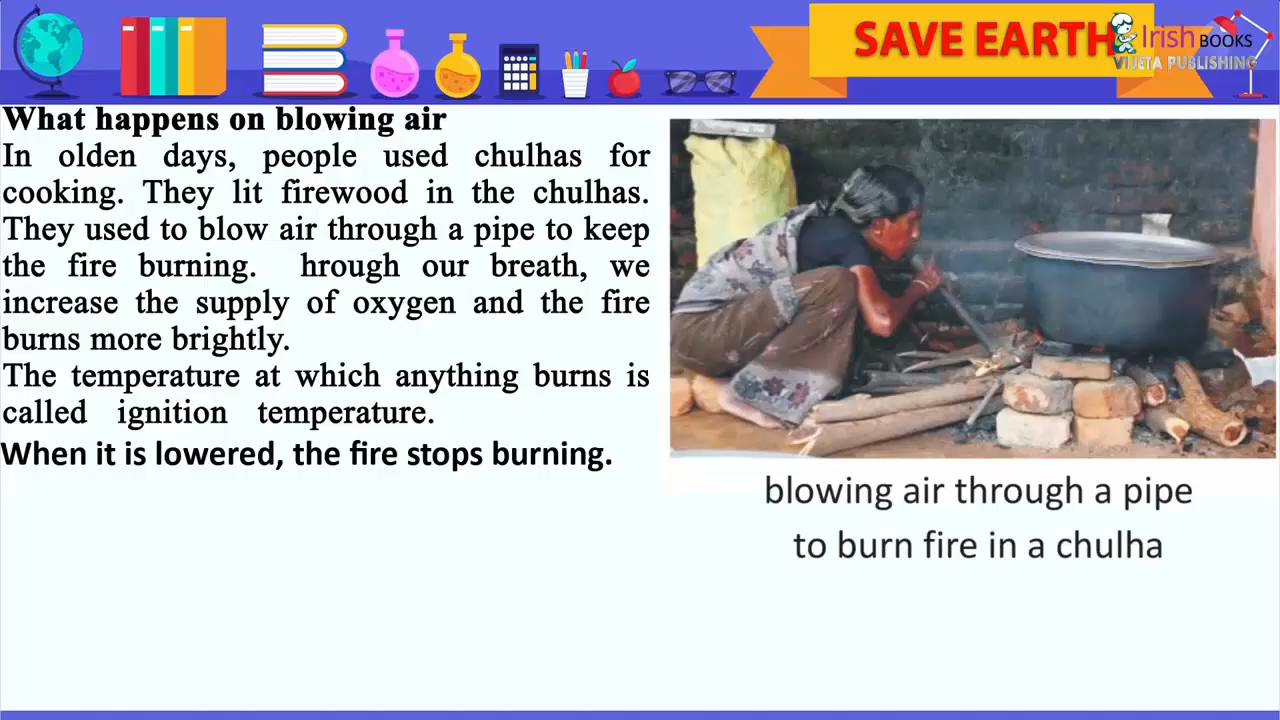 SAVE EARTH
Irish BOOKS
VIJETA PUBLISHING
What happens on blowing air
In olden days, people used chulhas for
cooking. They lit firewood in the chulhas.
They used to blow air through a pipe to keep
the fire burning. hrough our breath, we
increase the supply of oxygen and the fire
burns more brightly.
The temperature at which anything burns is
called ignition temperature.
When it is lowered, the fire stops burning.
blowing air through a pipe
to burn fire in a chulha